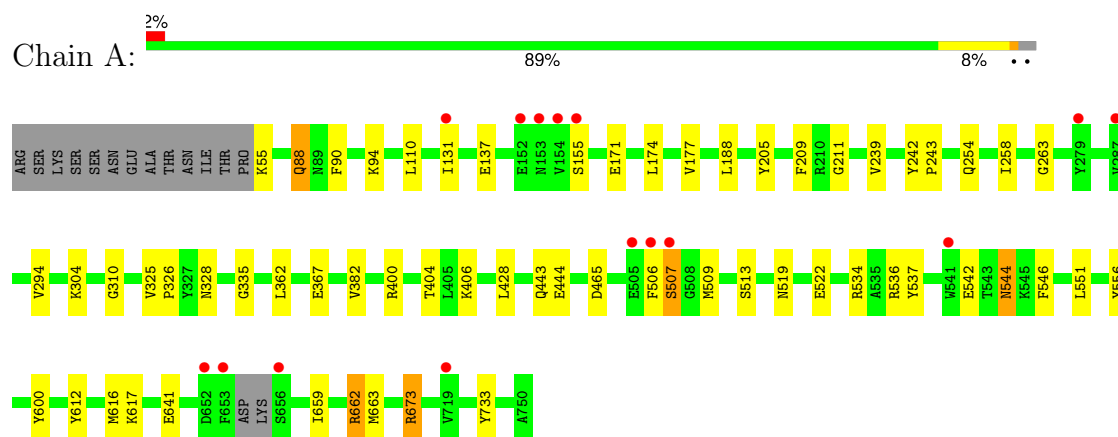 2%
Chain A:
89% 8% • •
ARG SER LYS SER SER ASN GLU ALA THR ASN ILE THR PRO K55 Q88 N89 F90 K94 L110 I131 E137 E152 N153 V154 S155 E171 L174 V177 L188 Y205 F209 R210 G211 V239 Y242 P243 Q254 I258 G263 Y279
V294 K304 G310 V325 P326 Y327 N328 G335 L362 E367 V382 R400 T404 L405 K406 L428 Q443 E444 D465 E505 F506 S507 G508 M509 S513 N519 E522 R534 A535 R536 Y537 W541 E542 T543 N544 K545 F546 L551
Y600 Y612 M616 K617 E641 D652 F653 ASP LYS S656 I659 R662 M663 R673 V719 Y733 A750